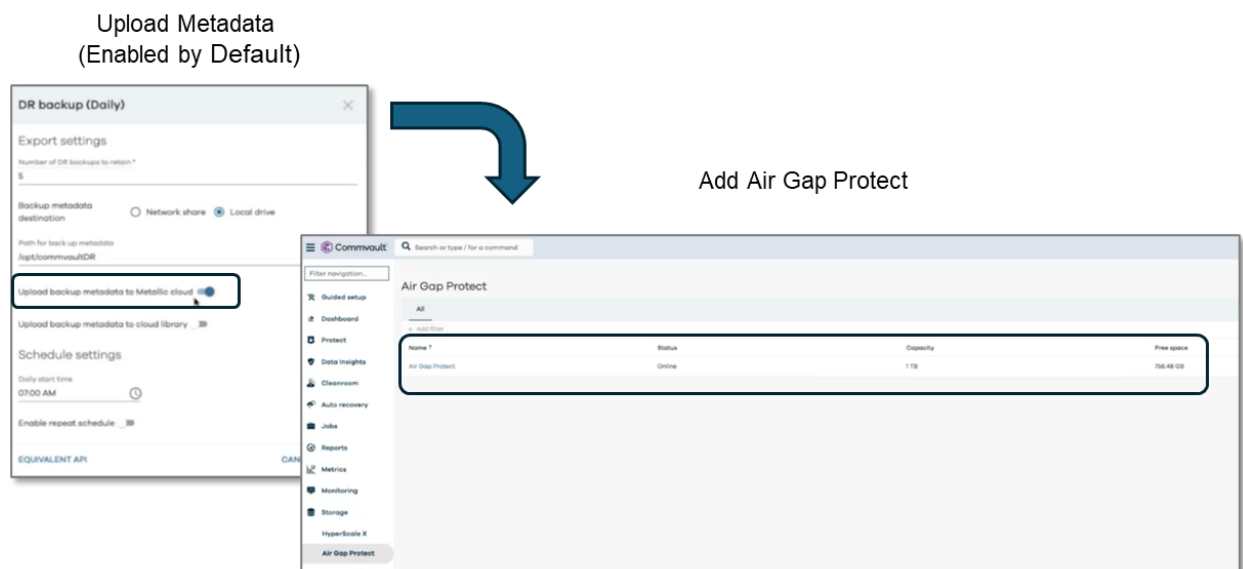 Upload Metadata
(Enabled by Default)
DR backup (Daily)
Export settings
Number of DR backups to retain *
5
Backup metadata
destination
Network share
Local drive
Path for back up metadata
/opt/commvaultDR
Upload backup metadata to Metallic cloud
Upload backup metadata to cloud library
Schedule settings
Daily start time
07:00 AM
Enable repeat schedule
EQUIVALENT API
CAN
Add Air Gap Protect
Commvault
Search or type / for a command
Filter navigation...
Guided setup
Dashboard
Protect
Data Insights
Cleanroom
Auto recovery
Jobs
Reports
Metrics
Monitoring
Storage
HyperScale X
Air Gap Protect
Air Gap Protect
All
+ Add filter
Name ↑ Status Capacity Free space
Air Gap Protect Online 1 TB 756.48 GB